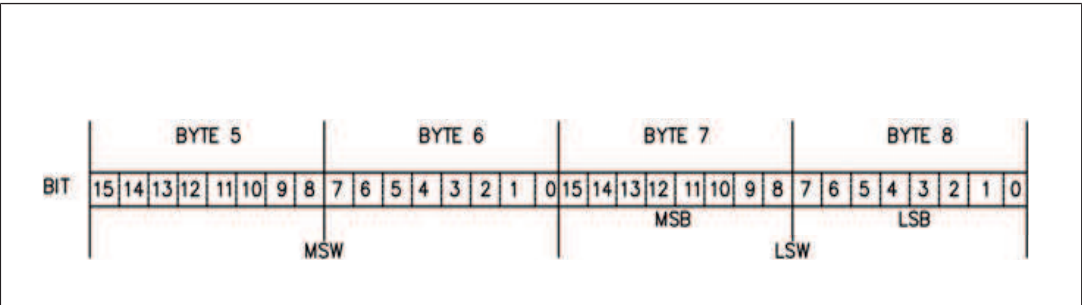 BYTE 5 BYTE 6 BYTE 7 BYTE 8
BIT 15 14 13 12 11 10 9 8 7 6 5 4 3 2 1 0 15 14 13 12 11 10 9 8 7 6 5 4 3 2 1 0
MSB LSB
MSW LSW